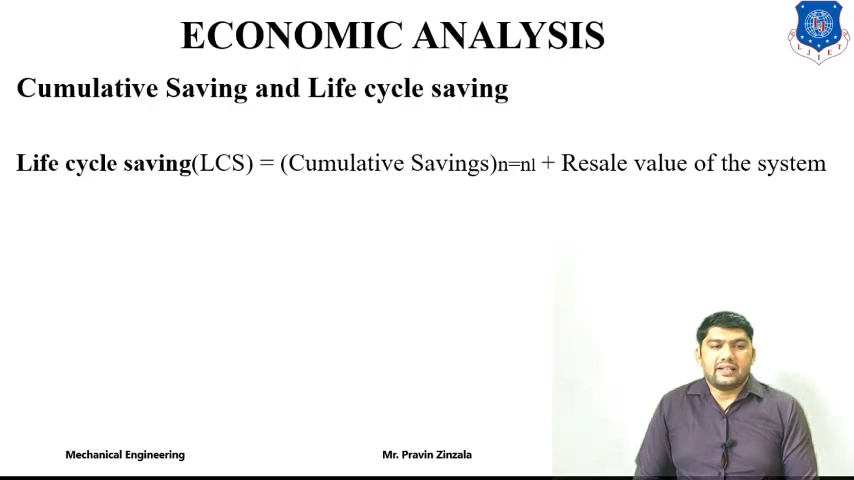 ECONOMIC ANALYSIS
Cumulative Saving and Life cycle saving
Life cycle saving(LCS) = (Cumulative Savings)n=nl + Resale value of the system
LJIET
Mechanical Engineering
Mr. Pravin Zinzala